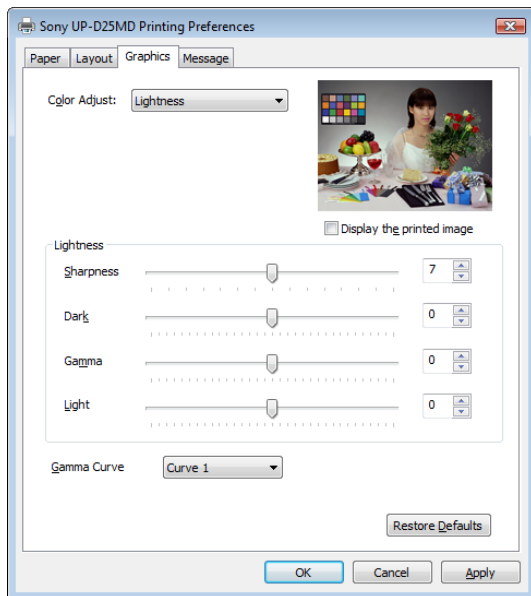 Sony UP-D25MD Printing Preferences
Paper Layout Graphics Message
Color Adjust: Lightness
Display the printed image
Lightness
Sharpness 7
Dark 0
Gamma 0
Light 0
Gamma Curve Curve 1
Restore Defaults
OK Cancel Apply